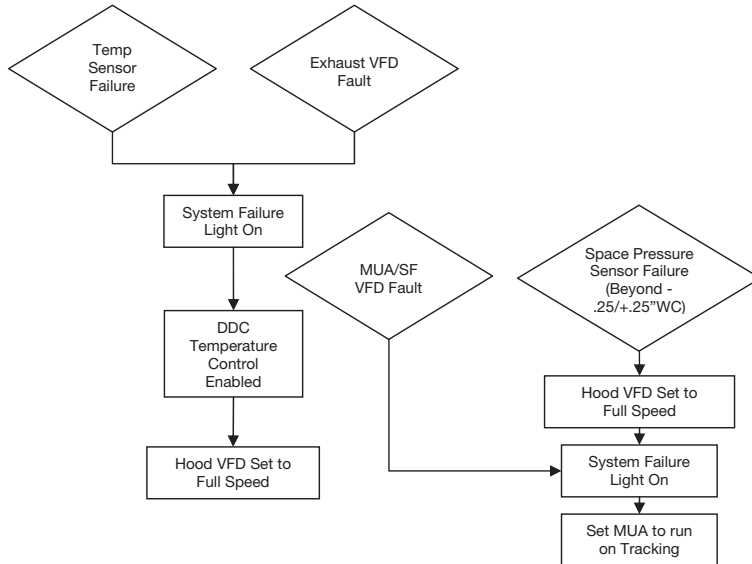 Temp
Sensor
Failure
Exhaust VFD
Fault
System Failure
Light On
DDC
Temperature
Control
Enabled
Hood VFD Set to
Full Speed
MUA/SF
VFD Fault
Space Pressure
Sensor Failure
(Beyond -
.25/+.25”WC)
Hood VFD Set to
Full Speed
System Failure
Light On
Set MUA to run
on Tracking